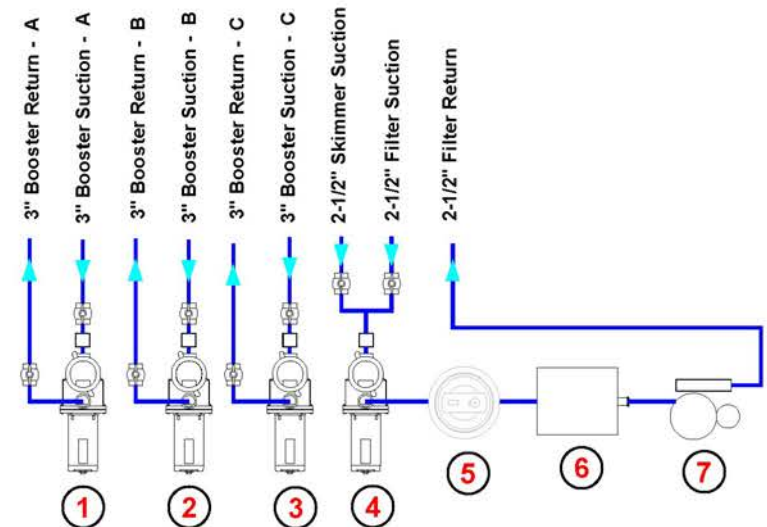 3" Booster Return - A
3" Booster Suction - A
3" Booster Return - B
3" Booster Suction - B
3" Booster Return - C
3" Booster Suction - C
2-1/2" Skimmer Suction
2-1/2" Filter Suction
2-1/2" Filter Return
1
2
3
4
5
6
7